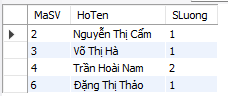 MaSV HoTen SLuong
2 Nguyễn Thị Cẩm 1
3 Võ Thị Hà 1
4 Trần Hoài Nam 2
6 Đặng Thị Thảo 1